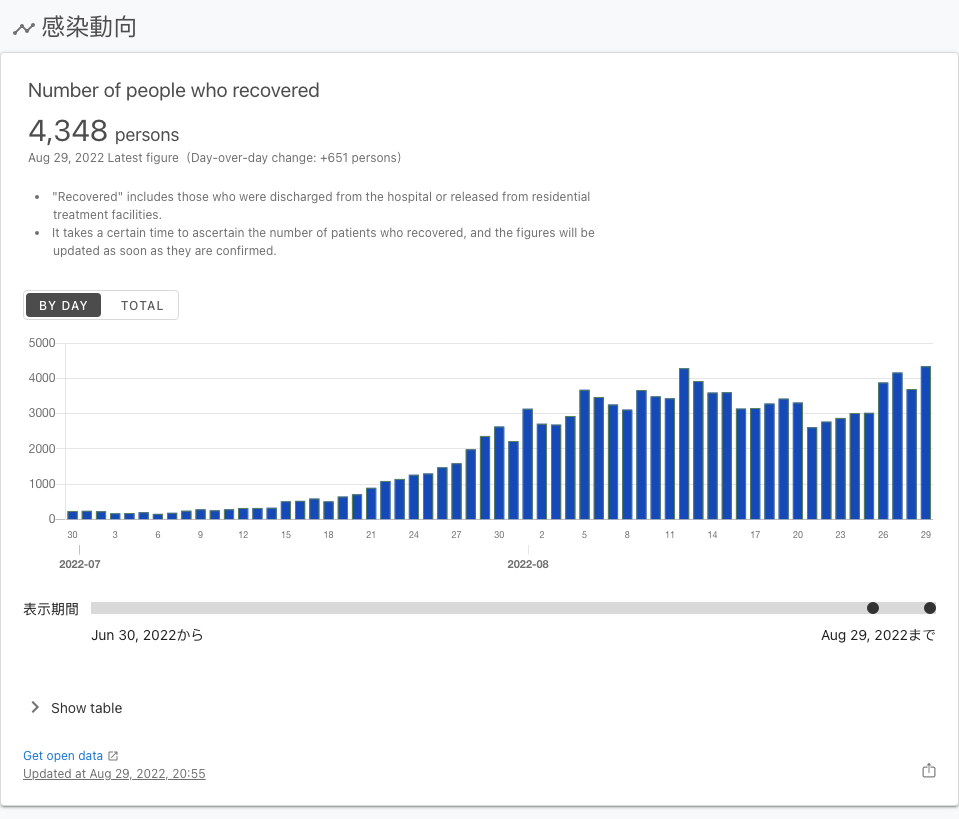 感染動向
Number of people who recovered
4,348 persons
Aug 29, 2022 Latest figure (Day-over-day change: +651 persons)
• "Recovered" includes those who were discharged from the hospital or released from residential
treatment facilities.
• It takes a certain time to ascertain the number of patients who recovered, and the figures will be
updated as soon as they are confirmed.
BY DAY TOTAL
5000
4000
3000
2000
1000
0
30 3 6 9 12 15 18 21 24 27 30 2 5 8 11 14 17 20 23 26 29
2022-07 2022-08
表示期間
Jun 30, 2022から Aug 29, 2022まで
Show table
Get open data
Updated at Aug 29, 2022, 20:55